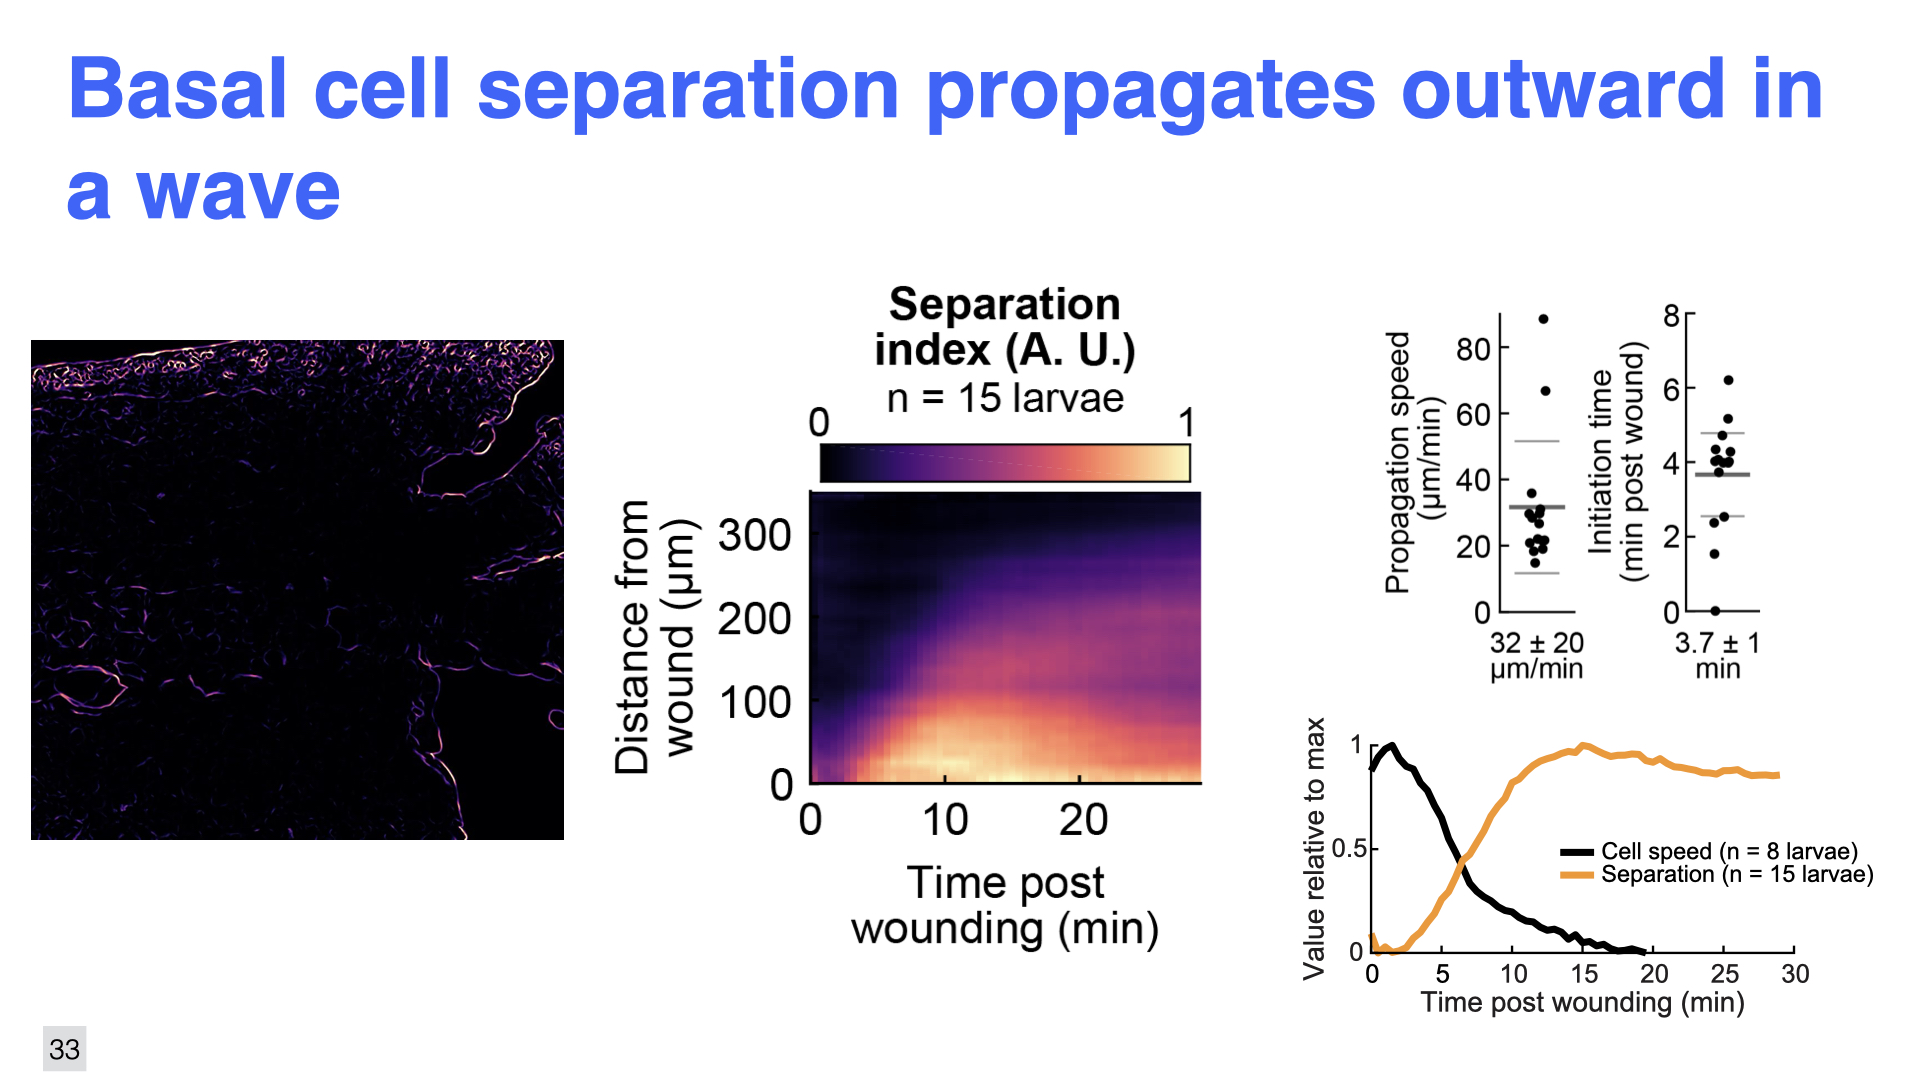 Basal cell separation propagates outward in
a wave
Separation
index (A. U.)
n = 15 larvae
0
1
Distance from
wound (µm)
300
200
100
0
0
10
20
Time post
wounding (min)
Propagation speed
(µm/min)
80
60
40
20
0
32 ± 20
µm/min
Initiation time
(min post wound)
8
6
4
2
0
3.7 ± 1
min
Value relative to max
1
0.5
0
Cell speed (n = 8 larvae)
Separation (n = 15 larvae)
0
5
10
15
20
25
30
Time post wounding (min)
33